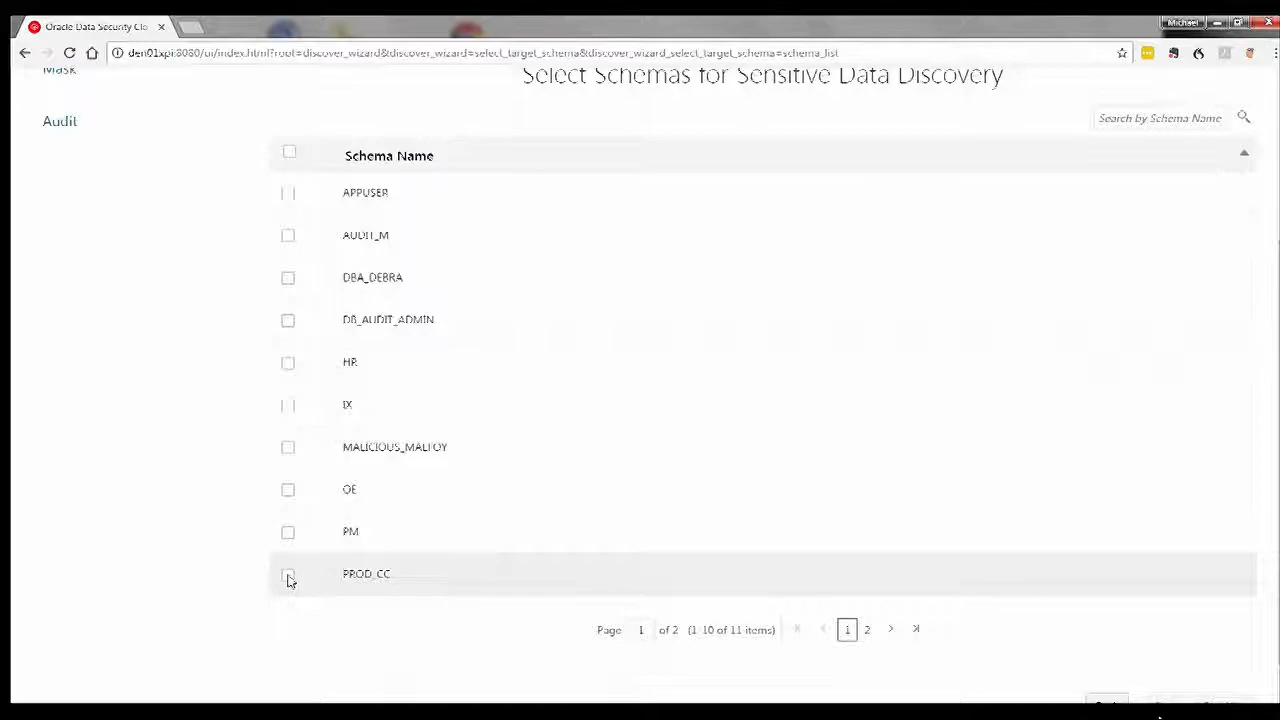 Oracle Data Security Clo
Michael
den01xpi:8080/ui/index.html?root=discover_wizard&discover_wizard=select_target_schema&discover_wizard_select_target_schema=schema_list
Mask
Select Schemas for Sensitive Data Discovery
Audit
Search by Schema Name
Schema Name
APPUSER
AUDIT_M
DBA_DEBRA
DB_AUDIT_ADMIN
HR
IX
MALICIOUS_MALFOY
OE
PM
PROD_CC
Page 1 of 2 (1-10 of 11 items) 1 2